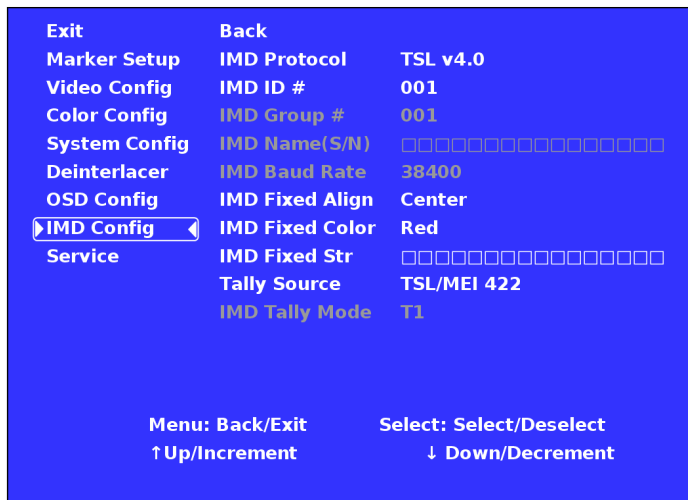 Exit Back
Marker Setup IMD Protocol TSL v4.0
Video Config IMD ID # 001
Color Config IMD Group # 001
System Config IMD Name(S/N) □□□□□□□□□□□□□□□□
Deinterlacer IMD Baud Rate 38400
OSD Config IMD Fixed Align Center
IMD Config IMD Fixed Color Red
Service IMD Fixed Str □□□□□□□□□□□□□□□□
Tally Source TSL/MEI 422
IMD Tally Mode T1
Menu: Back/Exit Select: Select/Deselect
↑Up/Increment ↓ Down/Decrement